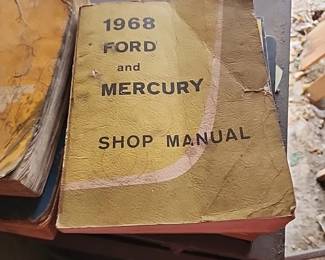 1968
FORD
and
MERCURY
SHOP MANUAL